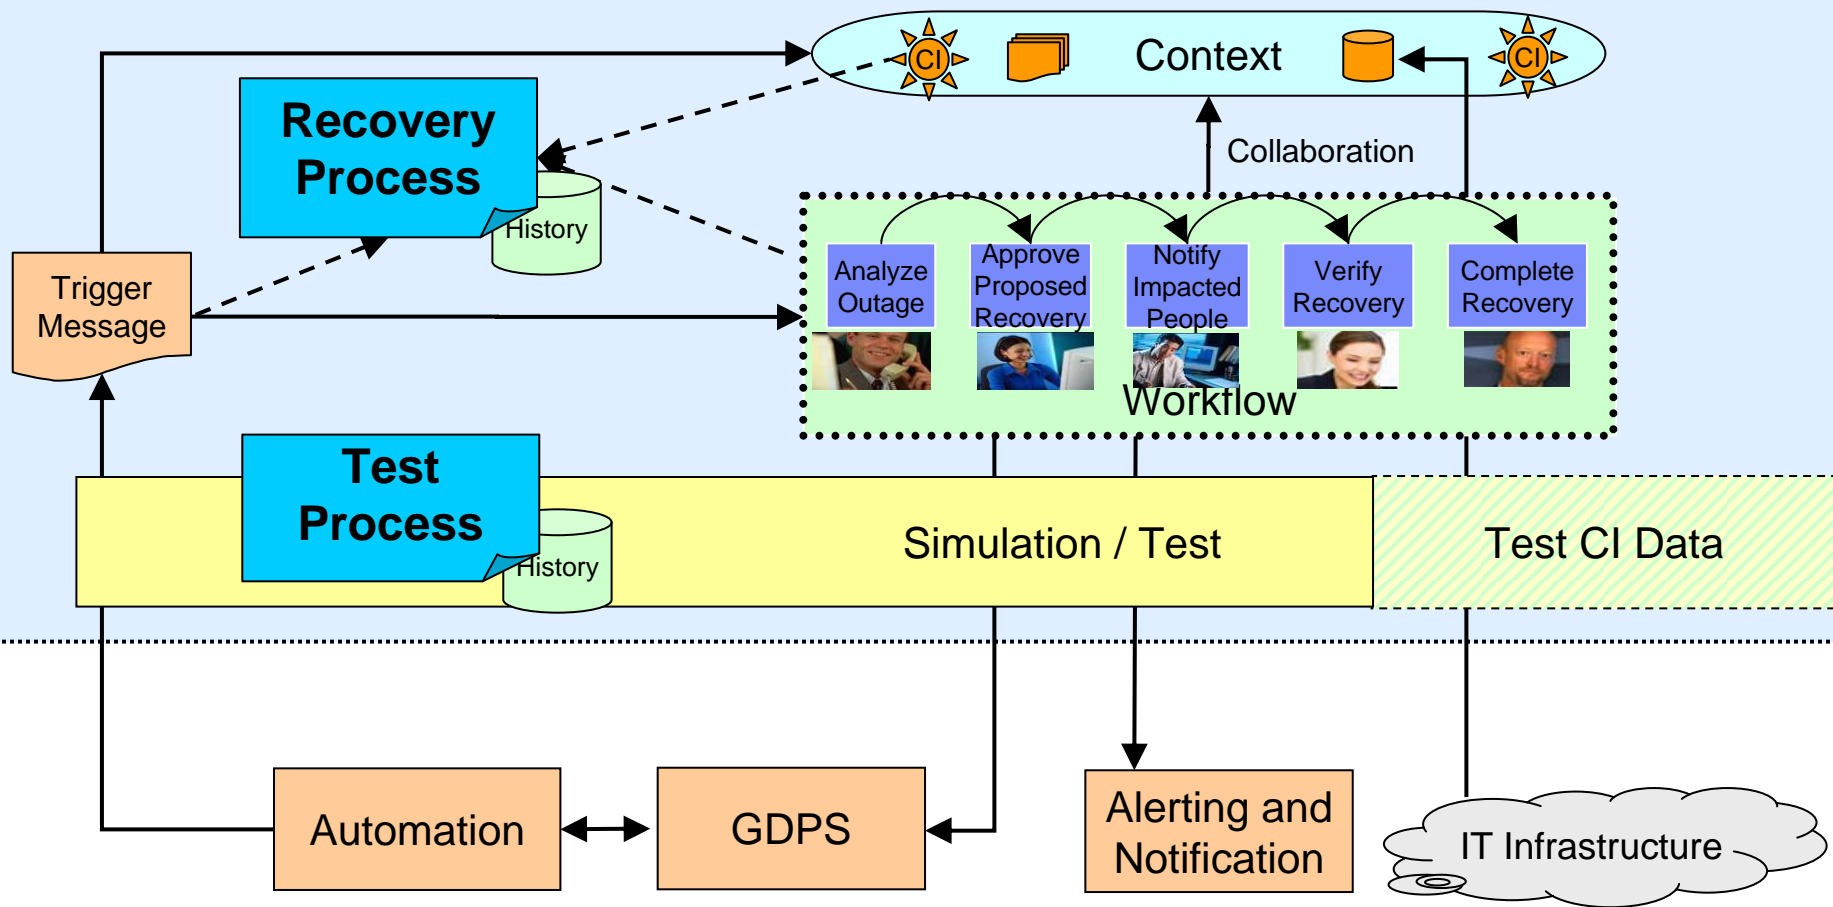 CI
Context
CI
Recovery
Process
Collaboration
History
Trigger
Message
Analyze
Outage
Approve
Proposed
Recovery
Notify
Impacted
People
Verify
Recovery
Complete
Recovery
Workflow
Test
Process
History
Simulation / Test
Test CI Data
Automation
GDPS
Alerting and
Notification
IT Infrastructure